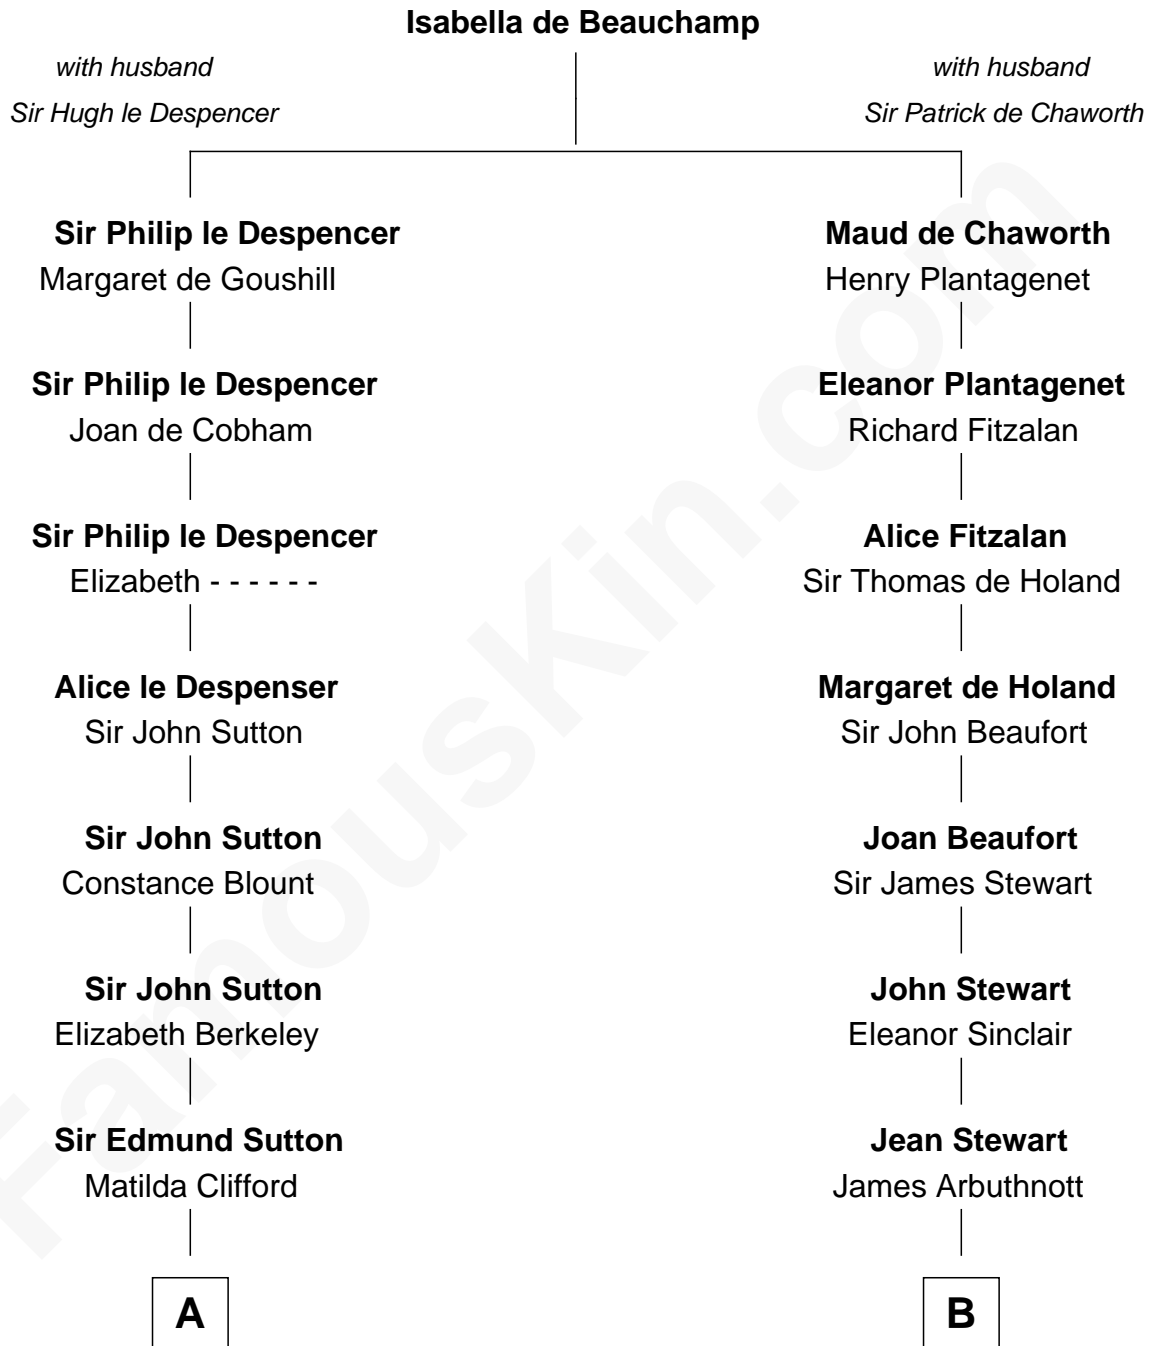 Isabella de Beauchamp
with husband
Sir Hugh le Despencer
with husband
Sir Patrick de Chaworth
Sir Philip le Despencer
Margaret de Goushill
Maud de Chaworth
Henry Plantagenet
Sir Philip le Despencer
Joan de Cobham
Eleanor Plantagenet
Richard Fitzalan
Sir Philip le Despencer
Elizabeth - - - - - -
Alice Fitzalan
Sir Thomas de Holand
Alice le Despenser
Sir John Sutton
Margaret de Holand
Sir John Beaufort
Sir John Sutton
Constance Blount
Joan Beaufort
Sir James Stewart
Sir John Sutton
Elizabeth Berkeley
John Stewart
Eleanor Sinclair
Sir Edmund Sutton
Matilda Clifford
Jean Stewart
James Arbuthnott
A
B
FamousKin.com